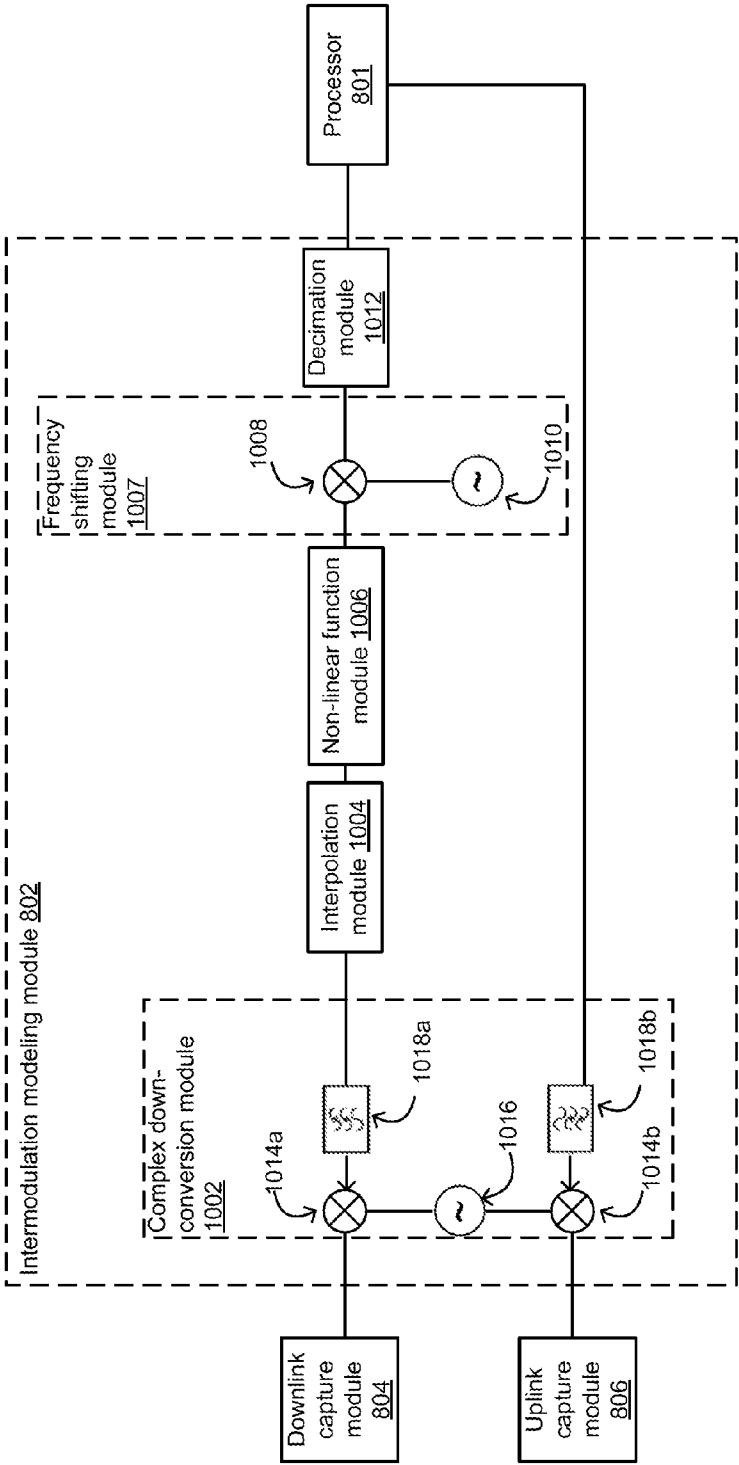 Intermodulation modeling module 802
Downlink
capture
module
804
Uplink
capture
module
806
Complex down-
conversion module
1002
1014a
1018a
1016
1018b
1014b
Interpolation
module 1004
Non-linear function
module 1006
Frequency
shifting
module
1007
1008
1010
Decimation
module
1012
Processor
801